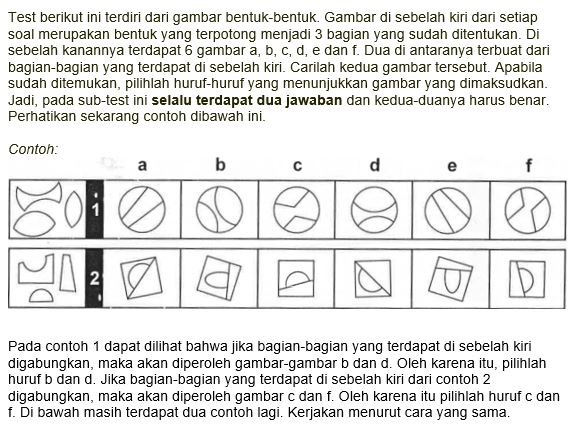 Test berikut ini terdiri dari gambar bentuk-bentuk. Gambar di sebelah kiri dari setiap
soal merupakan bentuk yang terpotong menjadi 3 bagian yang sudah ditentukan. Di
sebelah kanannya terdapat 6 gambar a, b, c, d, e dan f. Dua di antaranya terbuat dari
bagian-bagian yang terdapat di sebelah kiri. Carilah kedua gambar tersebut. Apabila
sudah ditemukan, pilihlah huruf-huruf yang menunjukkan gambar yang dimaksudkan.
Jadi, pada sub-test ini selalu terdapat dua jawaban dan kedua-duanya harus benar.
Perhatikan sekarang contoh dibawah ini.
Contoh:
a b c d e f
1
2
Pada contoh 1 dapat dilihat bahwa jika bagian-bagian yang terdapat di sebelah kiri
digabungkan, maka akan diperoleh gambar-gambar b dan d. Oleh karena itu, pilihlah
huruf b dan d. Jika bagian-bagian yang terdapat di sebelah kiri dari contoh 2
digabungkan, maka akan diperoleh gambar c dan f. Oleh karena itu pilihlah huruf c dan
f. Di bawah masih terdapat dua contoh lagi. Kerjakan menurut cara yang sama.